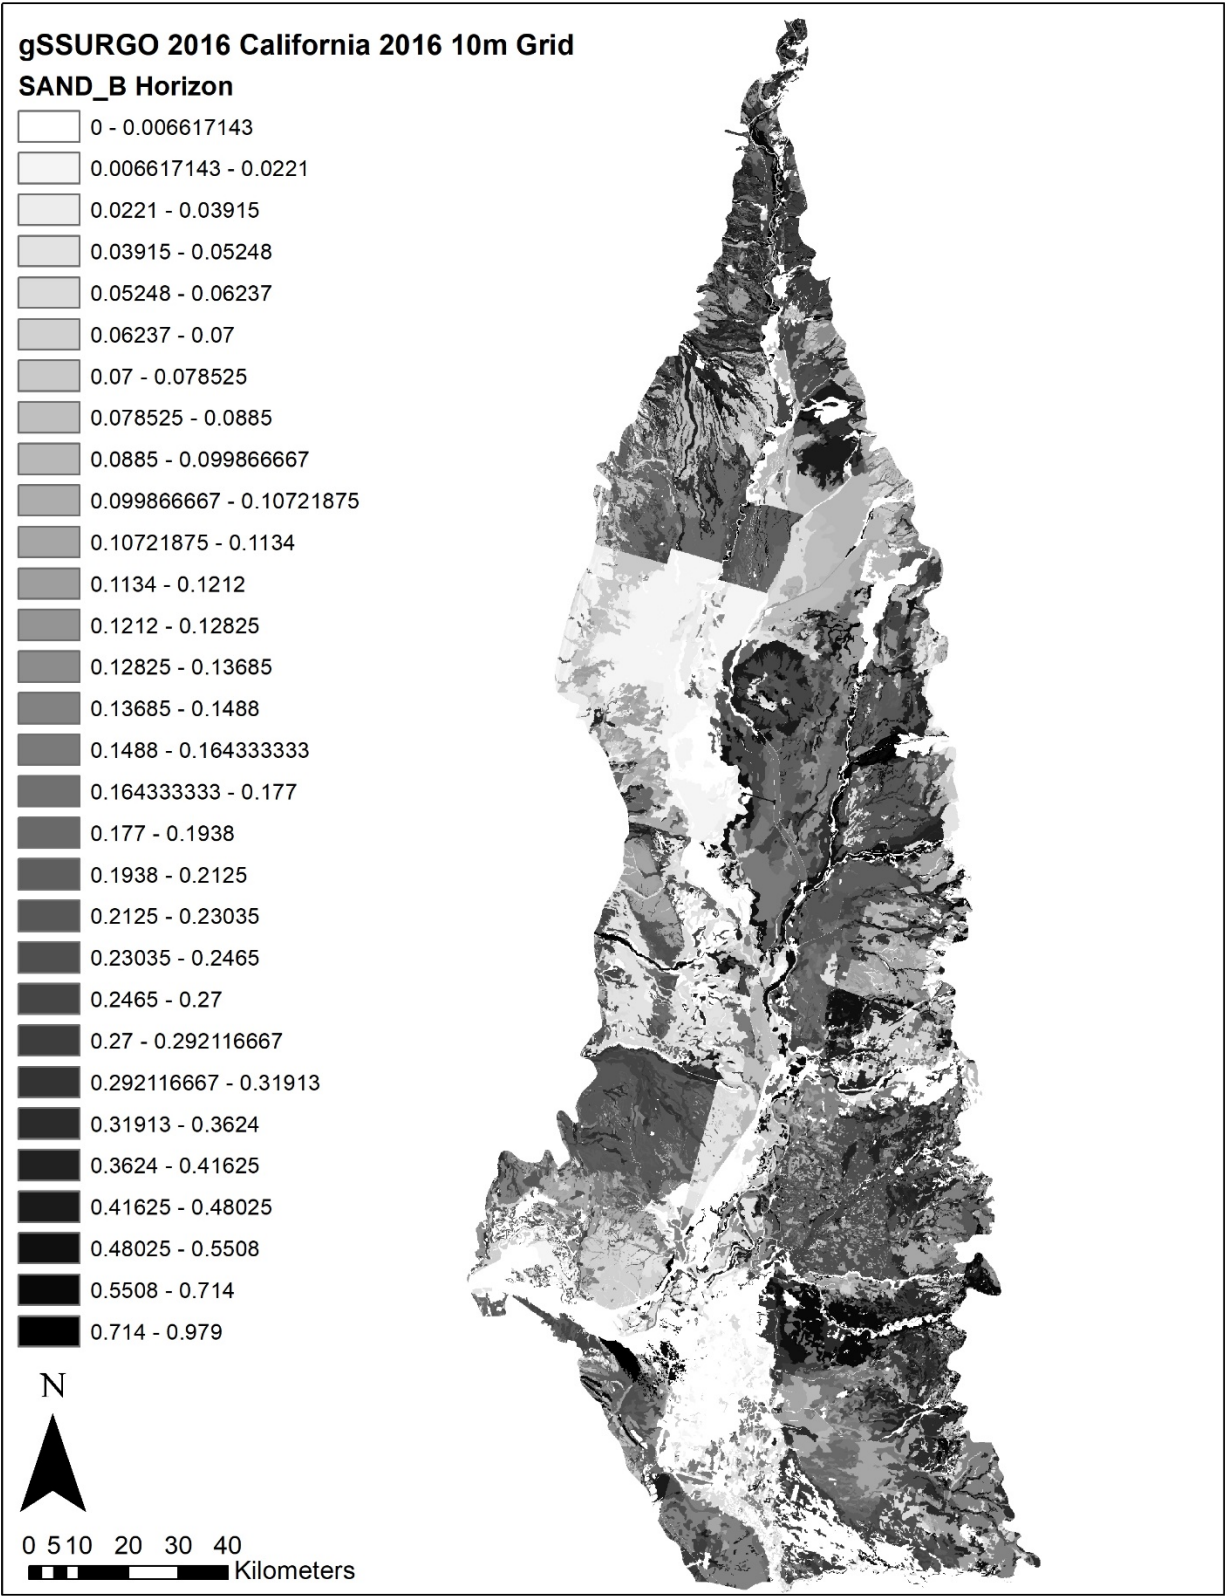 gSSURGO 2016 California 2016 10m Grid
SAND_B Horizon
0 - 0.006617143
0.006617143 - 0.0221
0.0221 - 0.03915
0.03915 - 0.05248
0.05248 - 0.06237
0.06237 - 0.07
0.07 - 0.078525
0.078525 - 0.0885
0.0885 - 0.099866667
0.099866667 - 0.10721875
0.10721875 - 0.1134
0.1134 - 0.1212
0.1212 - 0.12825
0.12825 - 0.13685
0.13685 - 0.1488
0.1488 - 0.164333333
0.164333333 - 0.177
0.177 - 0.1938
0.1938 - 0.2125
0.2125 - 0.23035
0.23035 - 0.2465
0.2465 - 0.27
0.27 - 0.292116667
0.292116667 - 0.31913
0.31913 - 0.3624
0.3624 - 0.41625
0.41625 - 0.48025
0.48025 - 0.5508
0.5508 - 0.714
0.714 - 0.979
N
0 5 10 20 30 40
Kilometers